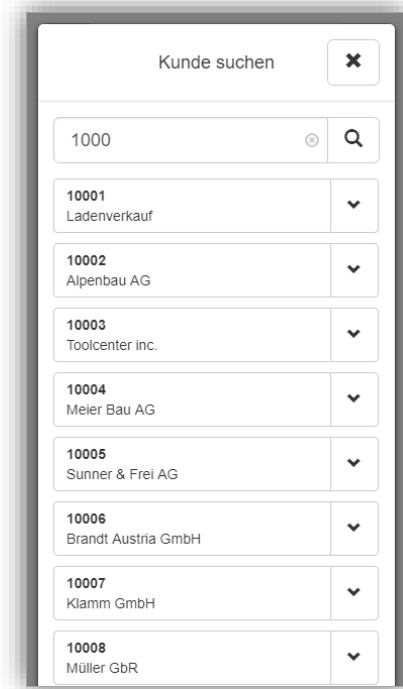 Kunde suchen
1000
10001
Ladenverkauf
10002
Alpenbau AG
10003
Toolcenter inc.
10004
Meier Bau AG
10005
Sunner & Frei AG
10006
Brandt Austria GmbH
10007
Klamm GmbH
10008
Müller GbR